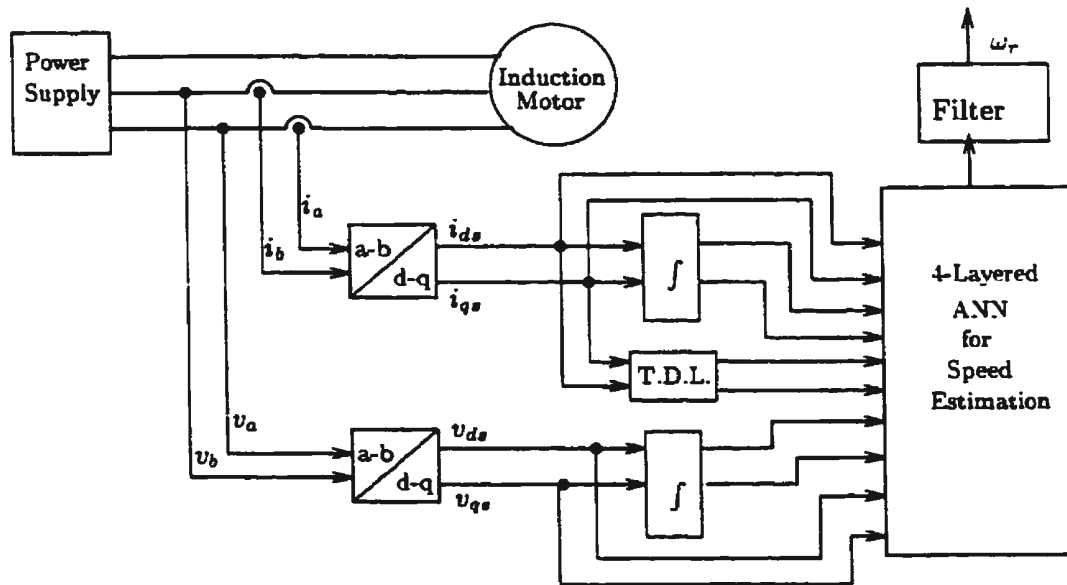 Power
Supply
Induction
Motor
ω_r
Filter
i_a
i_b
a-b
d-q
i_ds
i_qs
∫
T.D.L.
4-Layered
ANN
for
Speed
Estimation
v_a
v_b
a-b
d-q
v_ds
v_qs
∫